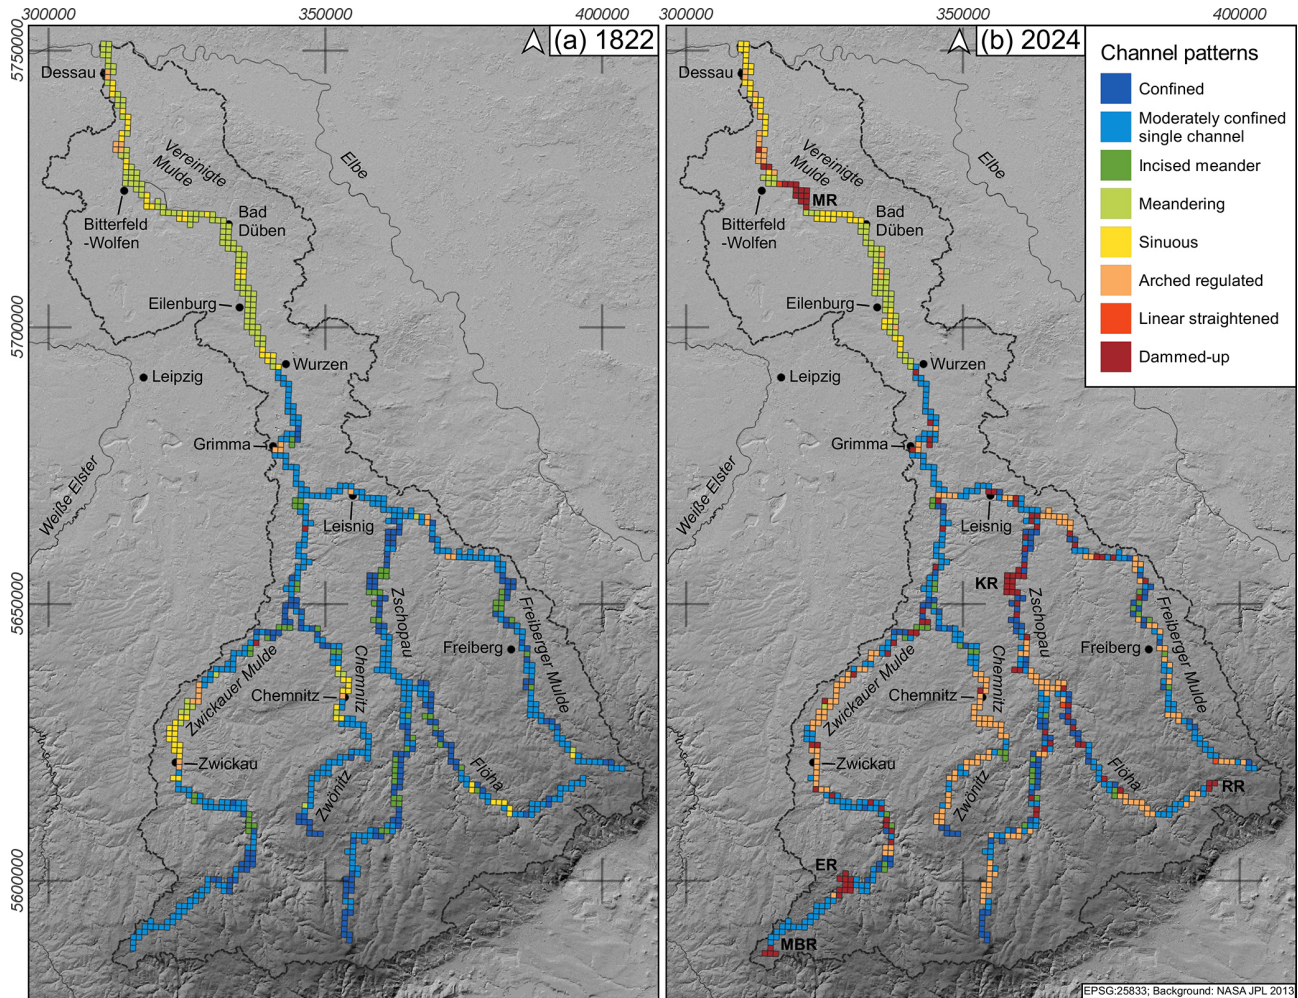 300000
350000
400000
300000
350000
400000
5750000
5700000
5650000
5600000
(a) 1822
Dessau
Vereinigte
Mulde
Elbe
Bitterfeld
-Wolfen
Bad
Düben
Eilenburg
Wurzen
Leipzig
Grimma
Weiße Elster
Leisnig
Zschopau
Freiberger Mulde
Freiberg
Zwickauer Mulde
Chemnitz
Chemnitz
Zwickau
Zwönitz
Flöha
(b) 2024
Dessau
Vereinigte
Mulde
Elbe
MR
Bitterfeld
-Wolfen
Bad
Düben
Eilenburg
Wurzen
Leipzig
Grimma
Weiße Elster
Leisnig
KR
Zschopau
Freiberger Mulde
Freiberg
Zwickauer Mulde
Chemnitz
Chemnitz
Zwickau
Zwönitz
Flöha
RR
ER
MBR
Channel patterns
Confined
Moderately confined
single channel
Incised meander
Meandering
Sinuous
Arched regulated
Linear straightened
Dammed-up
EPSG:25833; Background: NASA JPL 2013